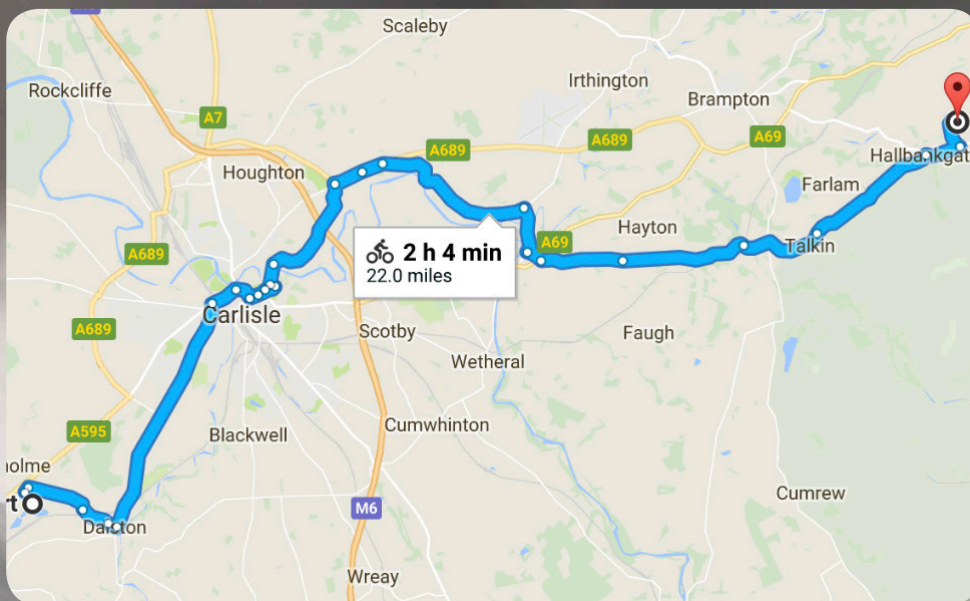 Scaleby
Rockcliffe
Irthington
Brampton
A7
A689
A689
A69
Houghton
Hallbankgat
Farlam
Hayton
A69
Talkin
A689
2 h 4 min
22.0 miles
Carlisle
A689
Scotby
Faugh
Wetheral
A595
Blackwell
Cumwhinton
holme
rt
Cumrew
M6
Dalston
Wreay